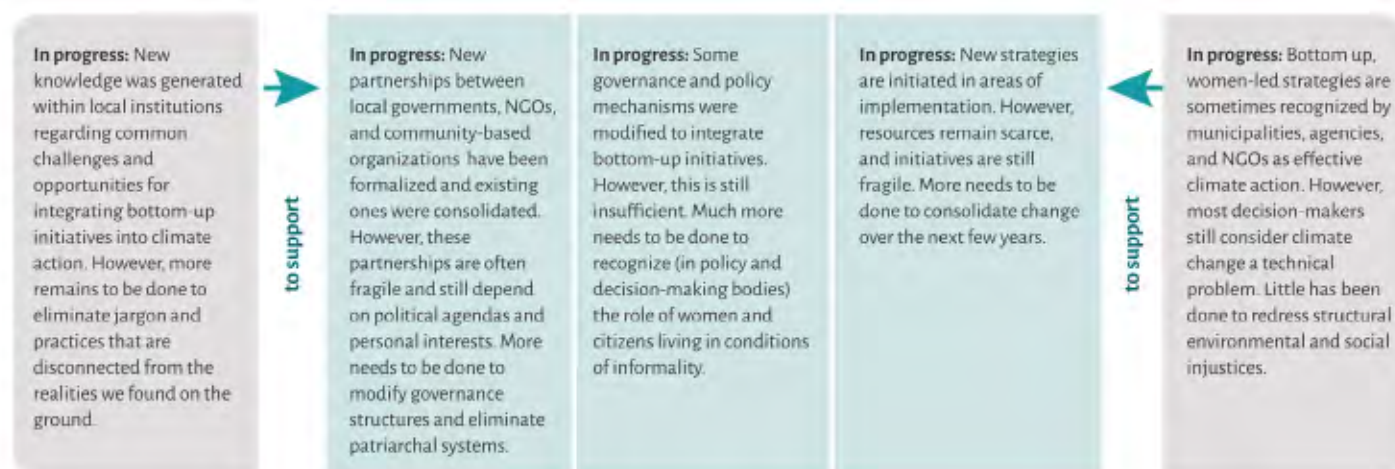 In progress: New
knowledge was generated
within local institutions
regarding common
challenges and
opportunities for
integrating bottom-up
initiatives into climate
action. However, more
remains to be done to
eliminate jargon and
practices that are
disconnected from the
realities we found on the
ground.
to support
In progress: New
partnerships between
local governments, NGOs,
and community-based
organizations have been
formalized and existing
ones were consolidated.
However, these
partnerships are often
fragile and still depend
on political agendas and
personal interests. More
needs to be done to
modify governance
structures and eliminate
patriarchal systems.
In progress: Some
governance and policy
mechanisms were
modified to integrate
bottom-up initiatives.
However, this is still
insufficient. Much more
needs to be done to
recognize (in policy and
decision-making bodies)
the role of women and
citizens living in conditions
of informality.
In progress: New strategies
are initiated in areas of
implementation. However,
resources remain scarce,
and initiatives are still
fragile. More needs to be
done to consolidate change
over the next few years.
to support
In progress: Bottom up,
women-led strategies are
sometimes recognized by
municipalities, agencies,
and NGOs as effective
climate action. However,
most decision-makers
still consider climate
change a technical
problem. Little has been
done to redress structural
environmental and social
injustices.